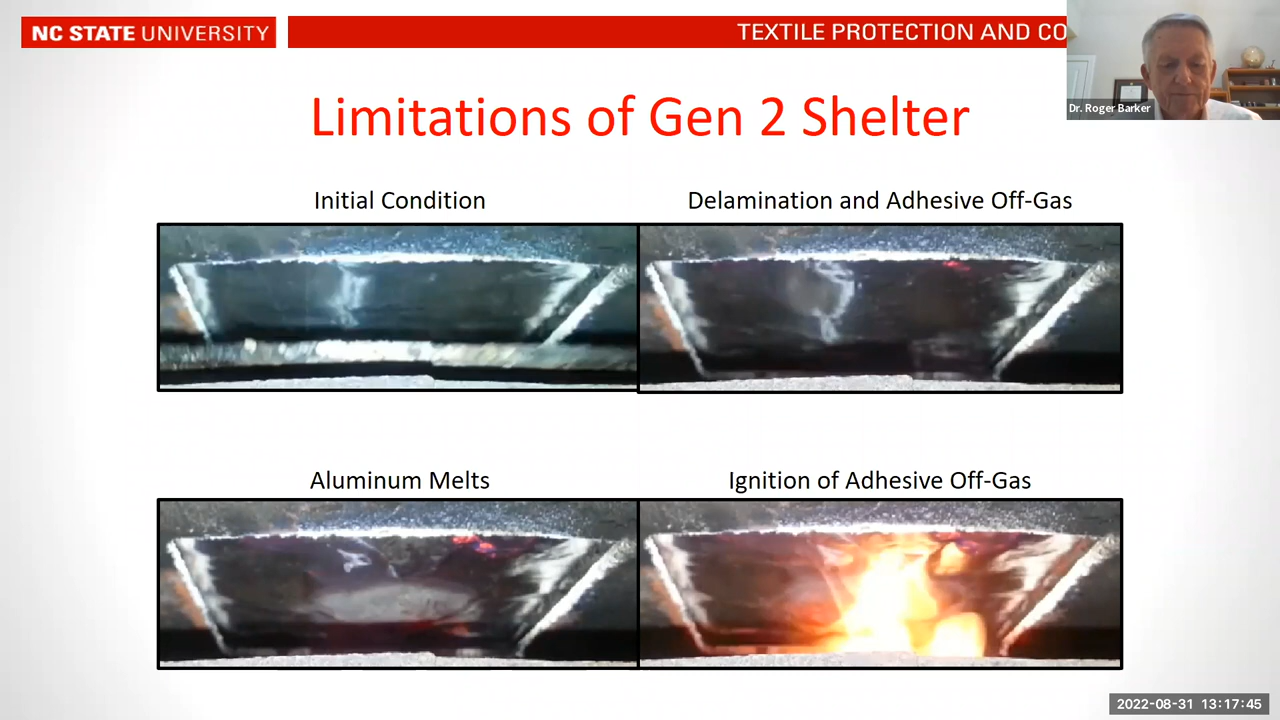 NC STATE UNIVERSITY
TEXTILE PROTECTION AND CO
Dr. Roger Barker
Limitations of Gen 2 Shelter
Initial Condition
Delamination and Adhesive Off-Gas
Aluminum Melts
Ignition of Adhesive Off-Gas
2022-08-31 13:17:45